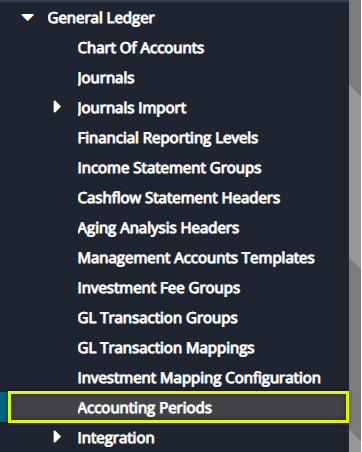 General Ledger
Chart Of Accounts
Journals
Journals Import
Financial Reporting Levels
Income Statement Groups
Cashflow Statement Headers
Aging Analysis Headers
Management Accounts Templates
Investment Fee Groups
GL Transaction Groups
GL Transaction Mappings
Investment Mapping Configuration
Accounting Periods
Integration